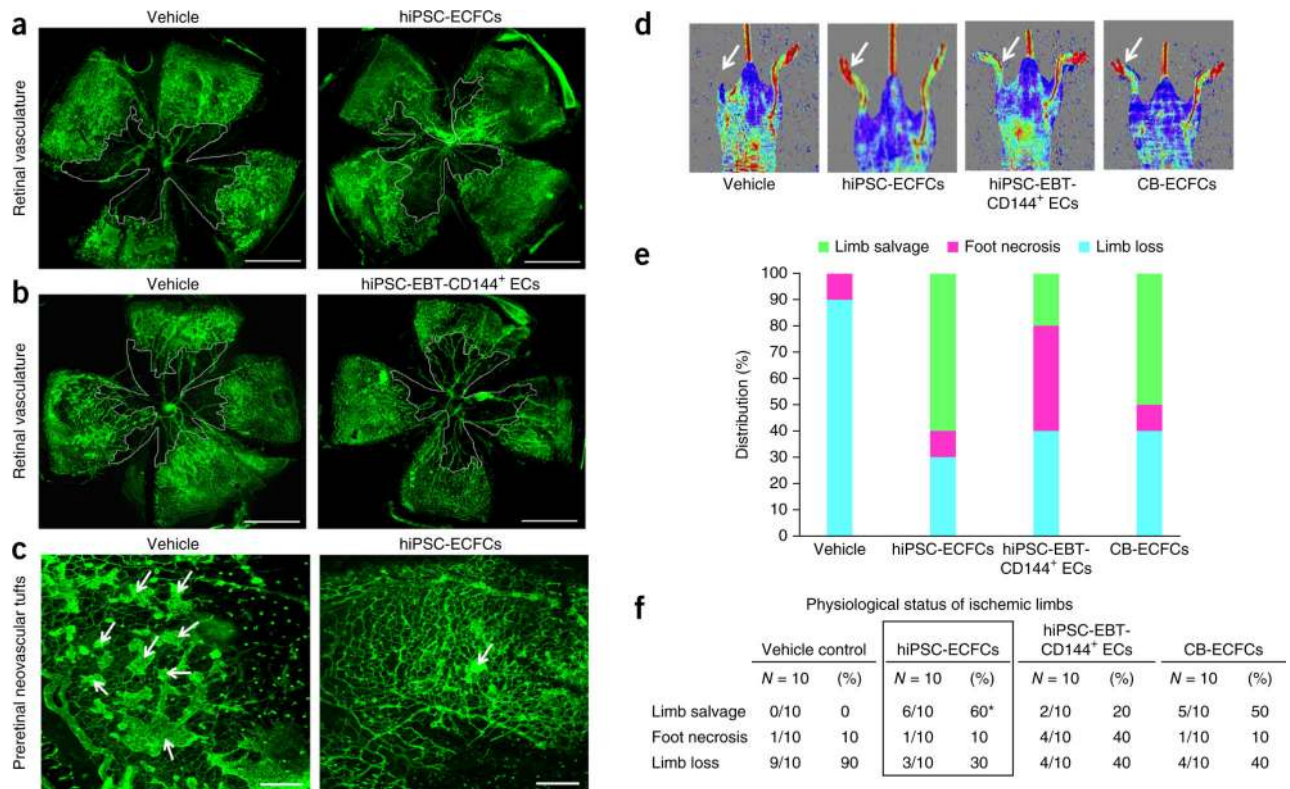 a
Vehicle
hiPSC-ECFCs
Retinal vasculature
b
Vehicle
hiPSC-EBT-CD144⁺ ECs
Retinal vasculature
c
Vehicle
hiPSC-ECFCs
Preretinal neovascular tufts
d
Vehicle
hiPSC-ECFCs
hiPSC-EBT-
CD144⁺ ECs
CB-ECFCs
e
Limb salvage
Foot necrosis
Limb loss
Distribution (%)
100
90
80
70
60
50
40
30
20
10
0
Vehicle
hiPSC-ECFCs
hiPSC-EBT-
CD144⁺ ECs
CB-ECFCs
f
Physiological status of ischemic limbs
Vehicle control
hiPSC-ECFCs
hiPSC-EBT-
CD144⁺ ECs
CB-ECFCs
N = 10 (%) N = 10 (%) N = 10 (%) N = 10 (%)
Limb salvage 0/10 0 6/10 60* 2/10 20 5/10 50
Foot necrosis 1/10 10 1/10 10 4/10 40 1/10 10
Limb loss 9/10 90 3/10 30 4/10 40 4/10 40